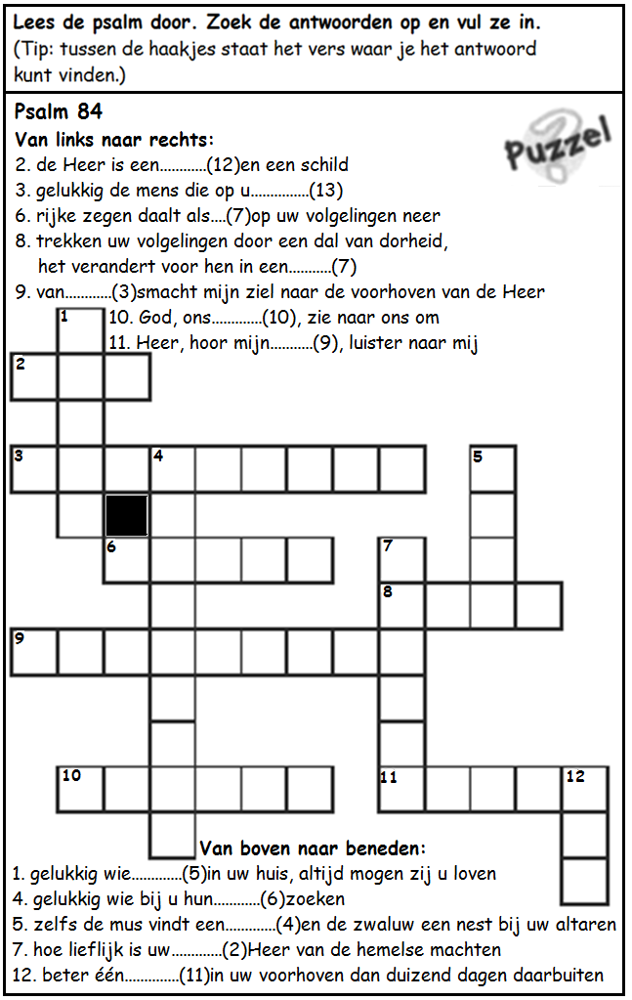 Lees de psalm door. Zoek de antwoorden op en vul ze in.
(Tip: tussen de haakjes staat het vers waar je het antwoord
kunt vinden.)
Psalm 84
Van links naar rechts:
Puzzel
?
2. de Heer is een............(12)en een schild
3. gelukkig de mens die op u..............(13)
6. rijke zegen daalt als....(7)op uw volgelingen neer
8. trekken uw volgelingen door een dal van dorheid,
het verandert voor hen in een...........(7)
9. van............(3)smacht mijn ziel naar de voorhoven van de Heer
10. God, ons.............(10), zie naar ons om
11. Heer, hoor mijn...........(9), luister naar mij
1
2
3 4 5
6 7
8
9
10 11 12
Van boven naar beneden:
1. gelukkig wie.............(5)in uw huis, altijd mogen zij u loven
4. gelukkig wie bij u hun............(6)zoeken
5. zelfs de mus vindt een.............(4)en de zwaluw een nest bij uw altaren
7. hoe lieflijk is uw.............(2)Heer van de hemelse machten
12. beter één..............(11)in uw voorhoven dan duizend dagen daarbuiten